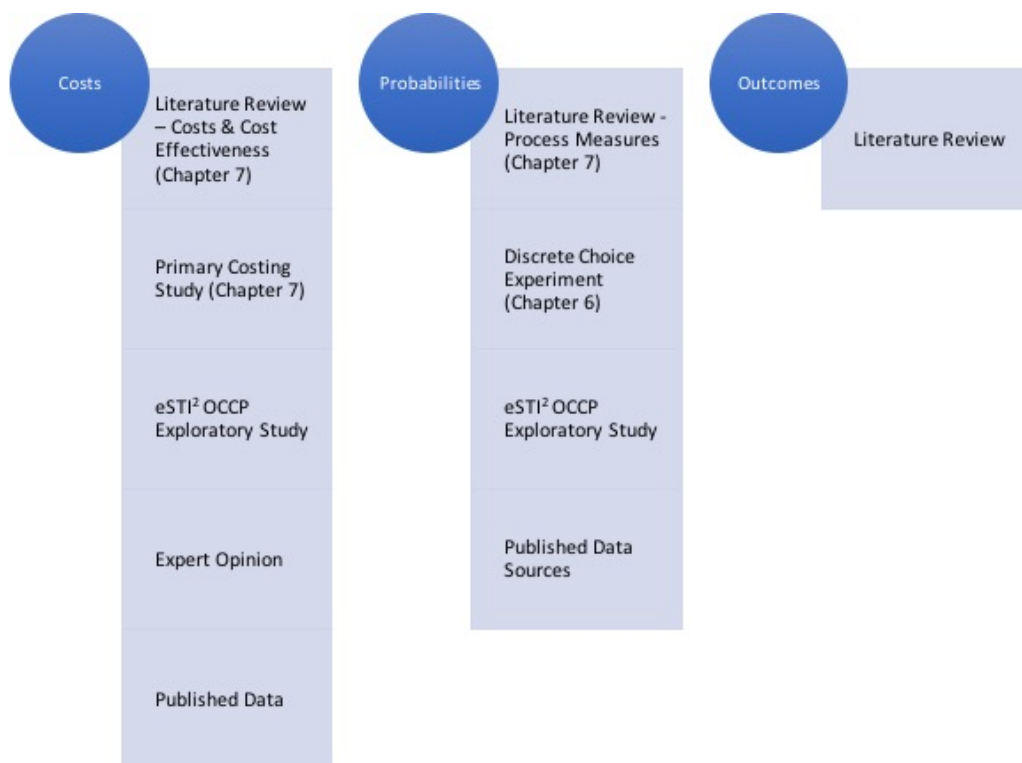 Costs
Literature Review
– Costs & Cost
Effectiveness
(Chapter 7)
Primary Costing
Study (Chapter 7)
eSTI² OCCP
Exploratory Study
Expert Opinion
Published Data
Probabilities
Literature Review -
Process Measures
(Chapter 7)
Discrete Choice
Experiment
(Chapter 6)
eSTI² OCCP
Exploratory Study
Published Data
Sources
Outcomes
Literature Review